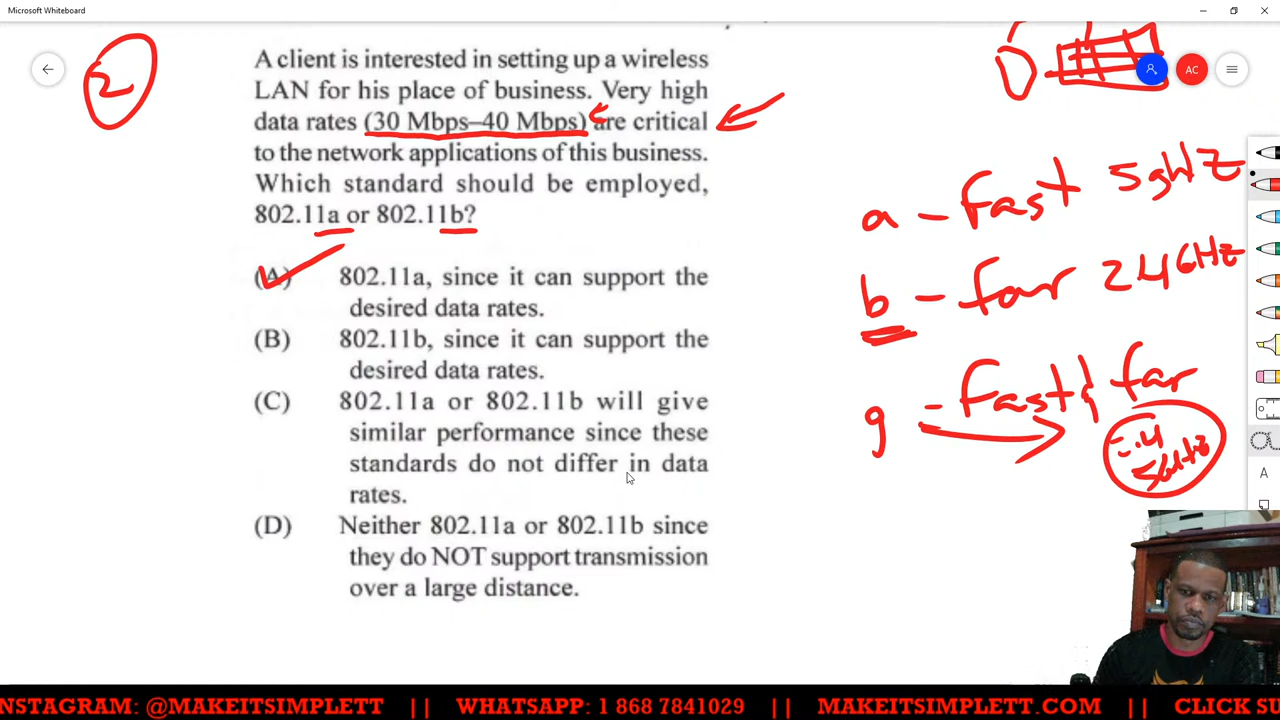 Microsoft Whiteboard
2
A client is interested in setting up a wireless
LAN for his place of business. Very high
data rates (30 Mbps–40 Mbps) are critical
to the network applications of this business.
Which standard should be employed,
802.11a or 802.11b?
(A) 802.11a, since it can support the
desired data rates.
(B) 802.11b, since it can support the
desired data rates.
(C) 802.11a or 802.11b will give
similar performance since these
standards do not differ in data
rates.
(D) Neither 802.11a or 802.11b since
they do NOT support transmission
over a large distance.
AC
a - fast 5gHZ
b - far 24GHZ
g - Fast & far
5GHz
A
NSTAGRAM: @MAKEITSIMPLETT || WHATSAPP: 1 868 7841029 || MAKEITSIMPLETT.COM || CLICK SU